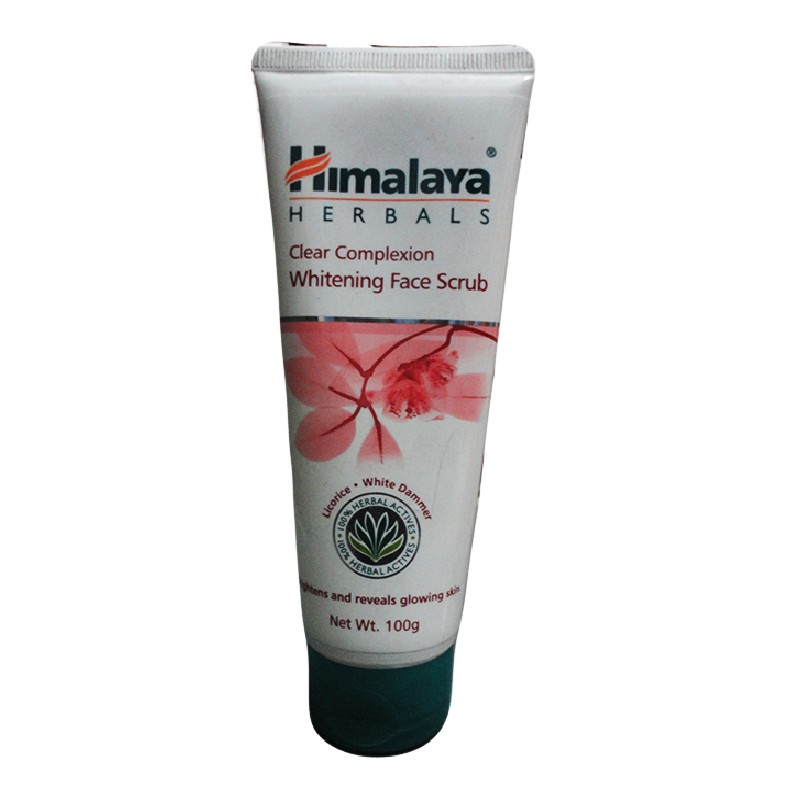 Himalaya®
HERBALS
Clear Complexion
Whitening Face Scrub
Licorice • White Dammer
100% HERBAL ACTIVES •
100% HERBAL ACTIVES •
and reveals glowing skin.
Net Wt. 100g